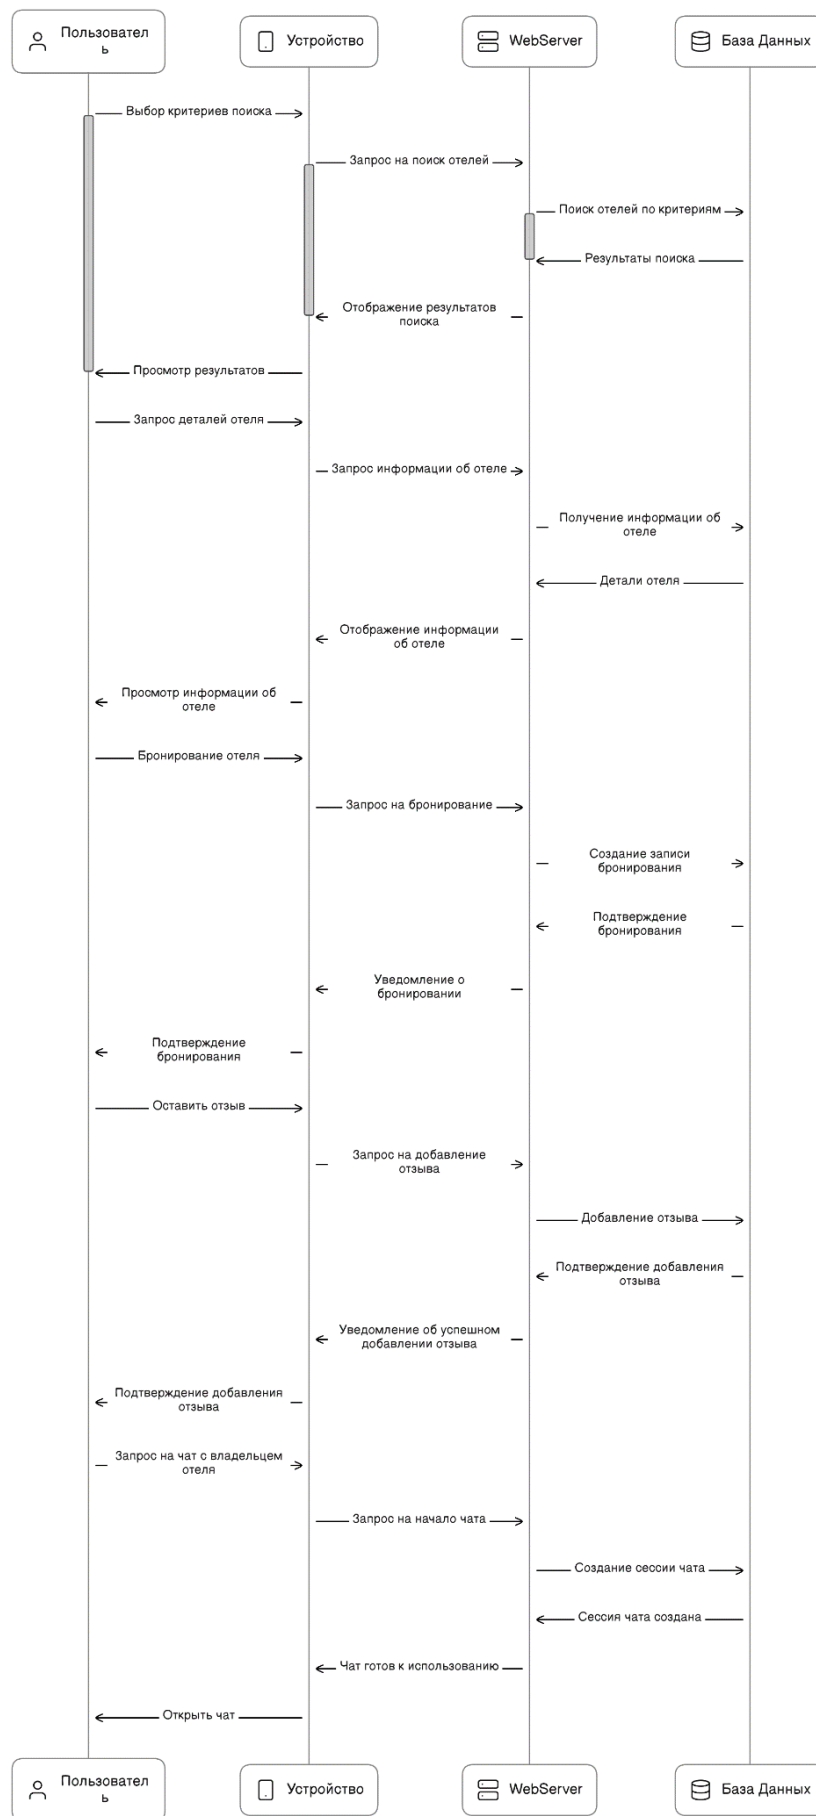 Пользовател
ь
Устройство
WebServer
База Данных
Выбор критериев поиска
Запрос на поиск отелей
Поиск отелей по критериям
Результаты поиска
Отображение результатов
поиска
Просмотр результатов
Запрос деталей отеля
Запрос информации об отеле
Получение информации об
отеле
Детали отеля
Отображение информации
об отеле
Просмотр информации об
отеле
Бронирование отеля
Запрос на бронирование
Создание записи
бронирования
Подтверждение
бронирования
Уведомление о
бронировании
Подтверждение
бронирования
Оставить отзыв
Запрос на добавление
отзыва
Добавление отзыва
Подтверждение добавления
отзыва
Уведомление об успешном
добавлении отзыва
Подтверждение добавления
отзыва
Запрос на чат с владельцем
отеля
Запрос на начало чата
Создание сессии чата
Сессия чата создана
Чат готов к использованию
Открыть чат
Пользовател
ь
Устройство
WebServer
База Данных